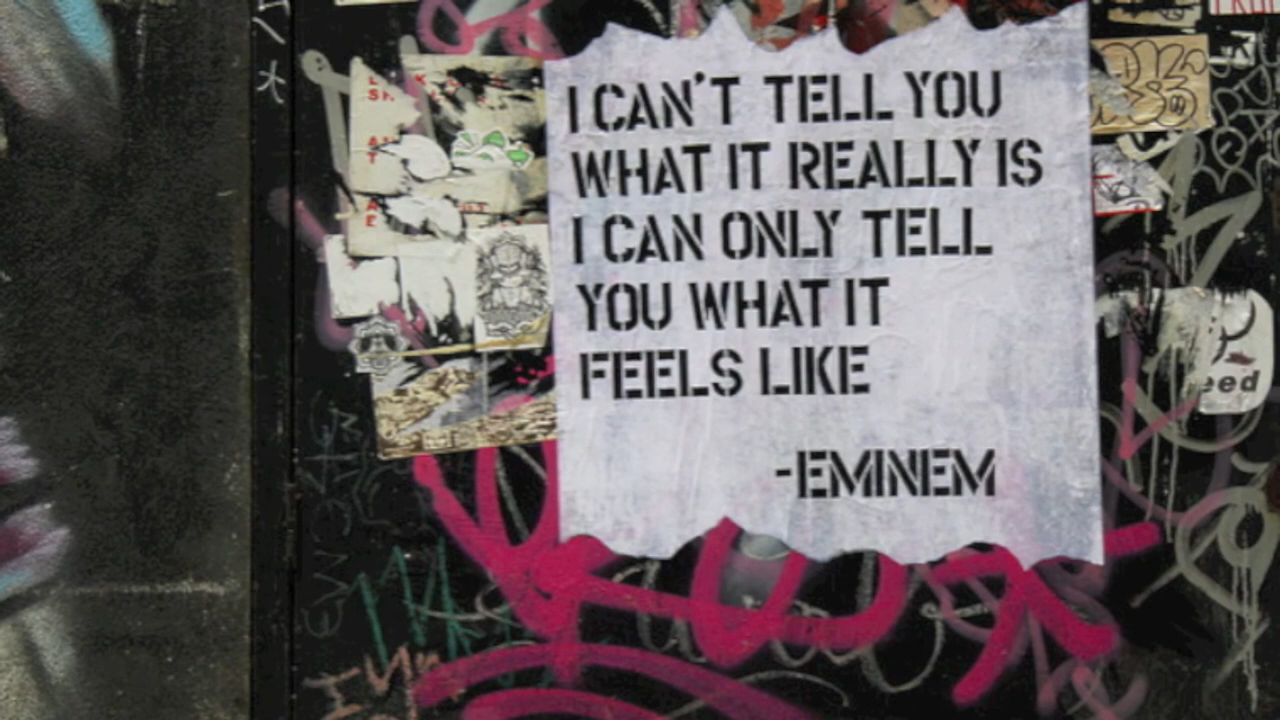 I CAN'T TELL YOU
WHAT IT REALLY IS
I CAN ONLY TELL
YOU WHAT IT
FEELS LIKE
-EMINEM
eed